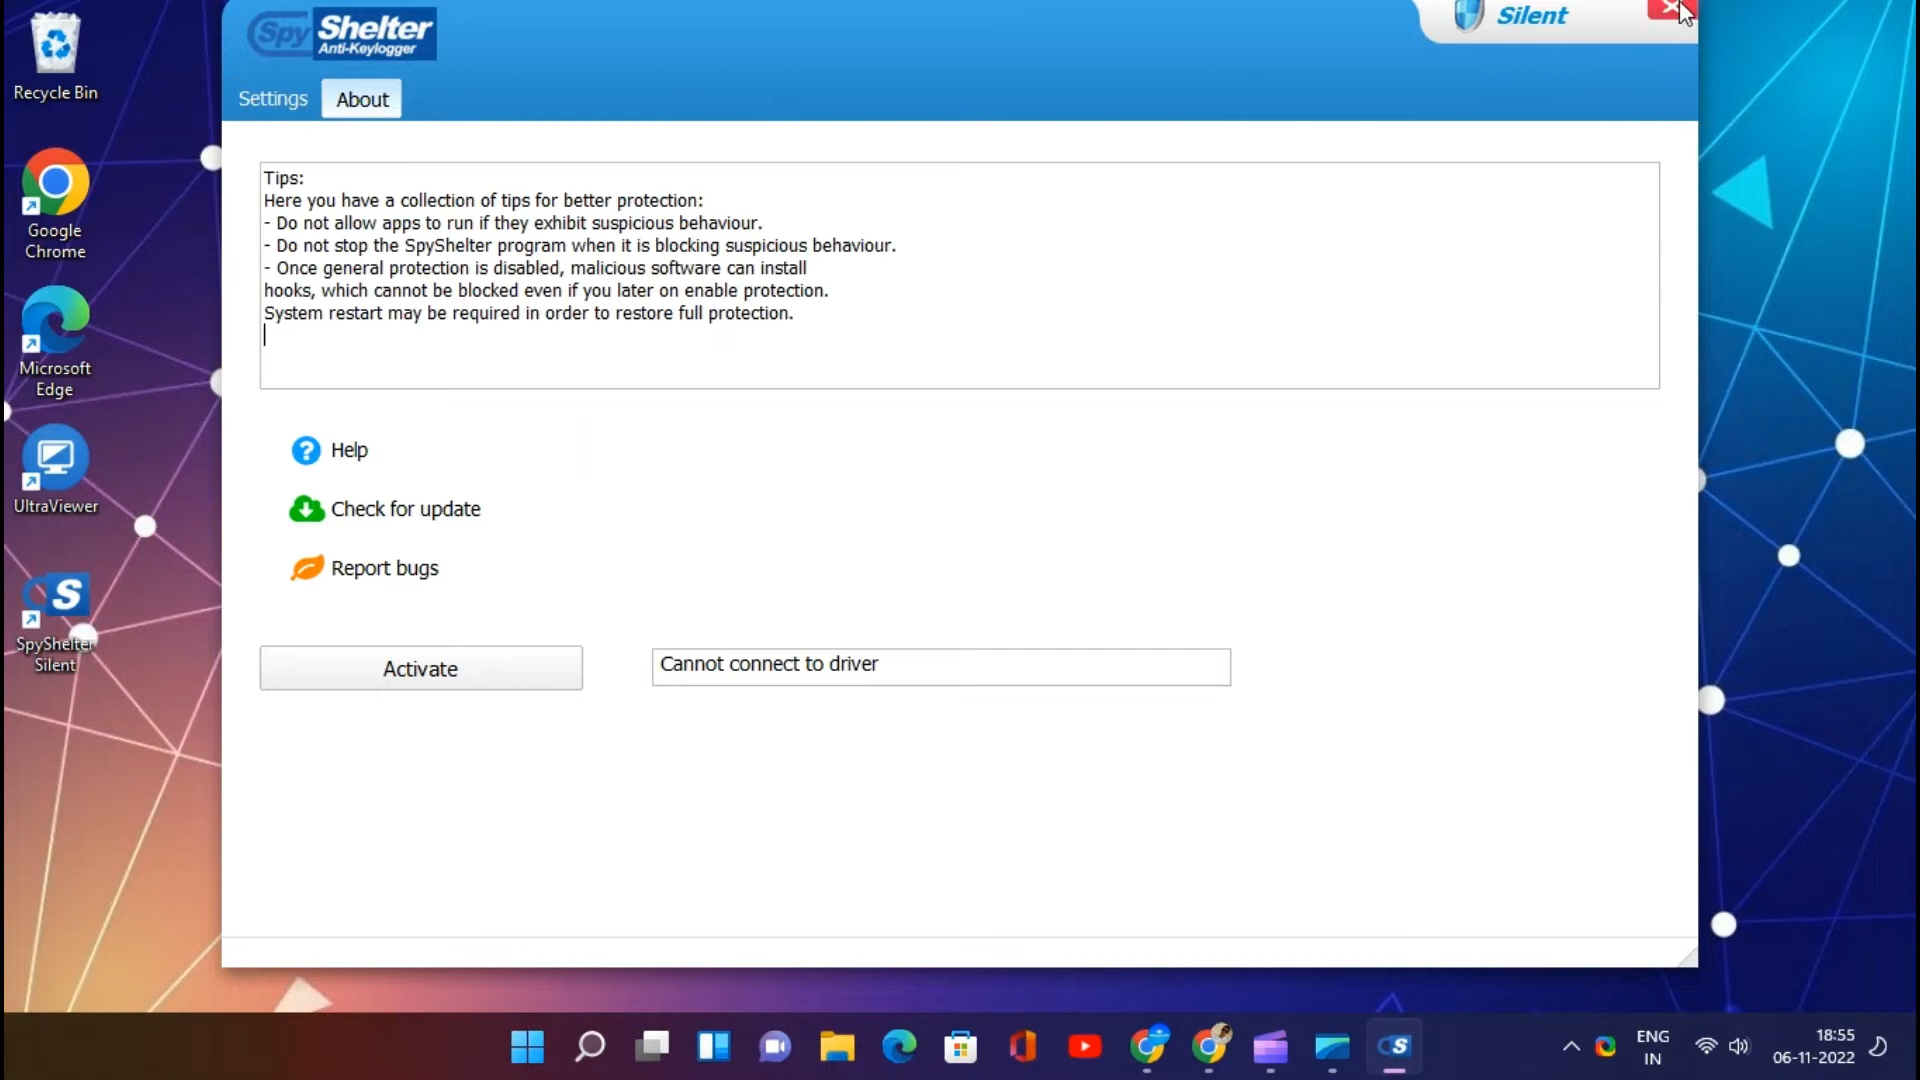 Recycle Bin
Google
Chrome
Microsoft
Edge
UltraViewer
SpyShelter
Silent
Spy Shelter
Anti-Keylogger
Silent
Settings
About
Tips:
Here you have a collection of tips for better protection:
- Do not allow apps to run if they exhibit suspicious behaviour.
- Do not stop the SpyShelter program when it is blocking suspicious behaviour.
- Once general protection is disabled, malicious software can install
hooks, which cannot be blocked even if you later on enable protection.
System restart may be required in order to restore full protection.
Help
Check for update
Report bugs
Activate
Cannot connect to driver
ENG
IN
18:55
06-11-2022